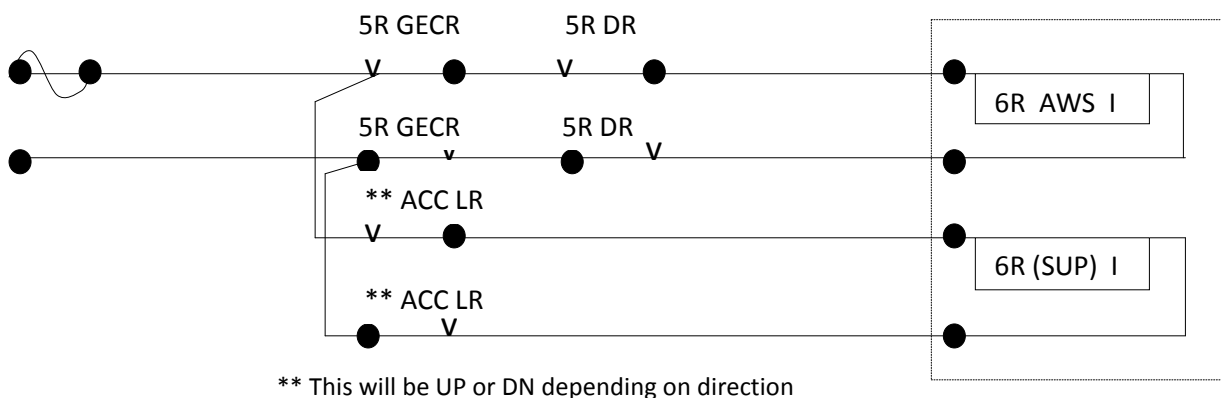 5R GECR 5R DR
6R AWS I
5R GECR 5R DR
** ACC LR
6R (SUP) I
** ACC LR
** This will be UP or DN depending on direction